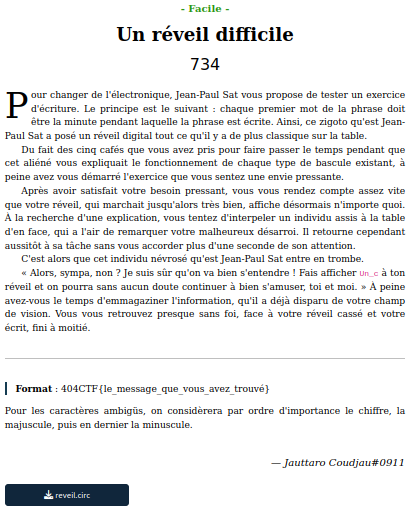 - Facile -
Un réveil difficile
734
Pour changer de l'électronique, Jean-Paul Sat vous propose de tester un exercice
d'écriture. Le principe est le suivant : chaque premier mot de la phrase doit
être la minute pendant laquelle la phrase est écrite. Ainsi, ce zigoto qu'est Jean-
Paul Sat a posé un réveil digital tout ce qu'il y a de plus classique sur la table.
Du fait des cinq cafés que vous avez pris pour faire passer le temps pendant que
cet aliéné vous expliquait le fonctionnement de chaque type de bascule existant, à
peine avez vous démarré l'exercice que vous sentez une envie pressante.
Après avoir satisfait votre besoin pressant, vous vous rendez compte assez vite
que votre réveil, qui marchait jusqu'alors très bien, affiche désormais n'importe quoi.
À la recherche d'une explication, vous tentez d'interpeler un individu assis à la table
d'en face, qui a l'air de remarquer votre malheureux désarroi. Il retourne cependant
aussitôt à sa tâche sans vous accorder plus d'une seconde de son attention.
C'est alors que cet individu névrosé qu'est Jean-Paul Sat entre en trombe.
« Alors, sympa, non ? Je suis sûr qu'on va bien s'entendre ! Fais afficher Un_c à ton
réveil et on pourra sans aucun doute continuer à bien s'amuser, toi et moi. » À peine
avez-vous le temps d'emmagaziner l'information, qu'il a déjà disparu de votre champ
de vision. Vous vous retrouvez presque sans foi, face à votre réveil cassé et votre
écrit, fini à moitié.
Format : 404CTF{le_message_que_vous_avez_trouvé}
Pour les caractères ambigüs, on considèrera par ordre d'importance le chiffre, la
majuscule, puis en dernier la minuscule.
— Jauttaro Coudjau#0911
reveil.circ